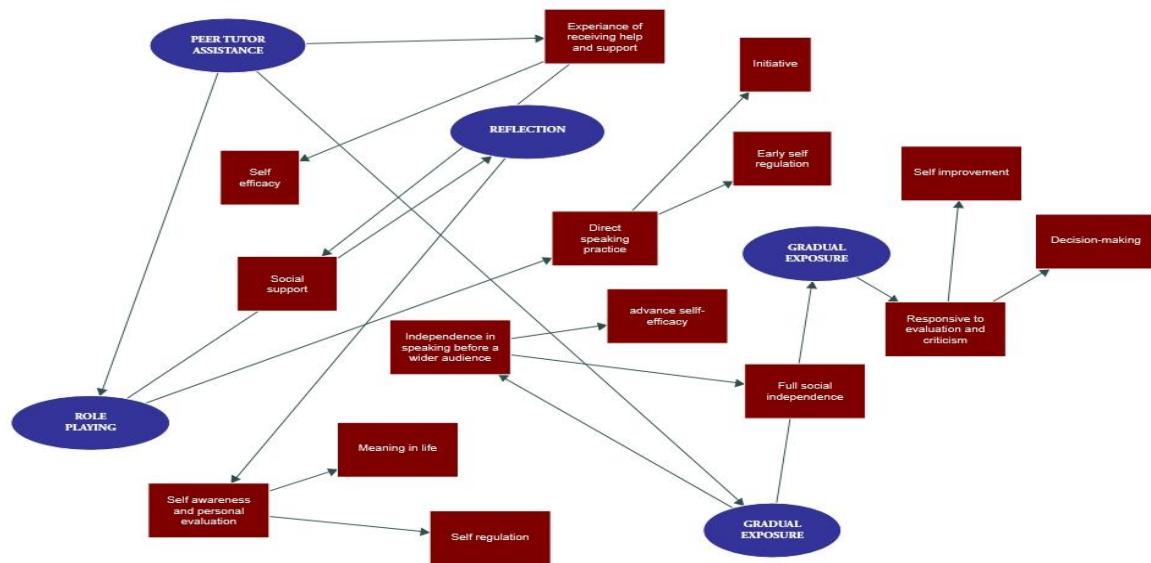 PEER TUTOR
ASSISTANCE
Experiance of
receiving help
and support
Initiative
REFLECTION
Self
efficacy
Early self
regulation
Self improvement
Direct
speaking
practice
GRADUAL
EXPOSURE
Decision-making
Social
support
advance sellf-
efficacy
Independence in
speaking before a
wider audience
Responsive to
evaluation and
criticism
Full social
independence
ROLE
PLAYING
Meaning in life
Self awareness
and personal
evaluation
Self regulation
GRADUAL
EXPOSURE